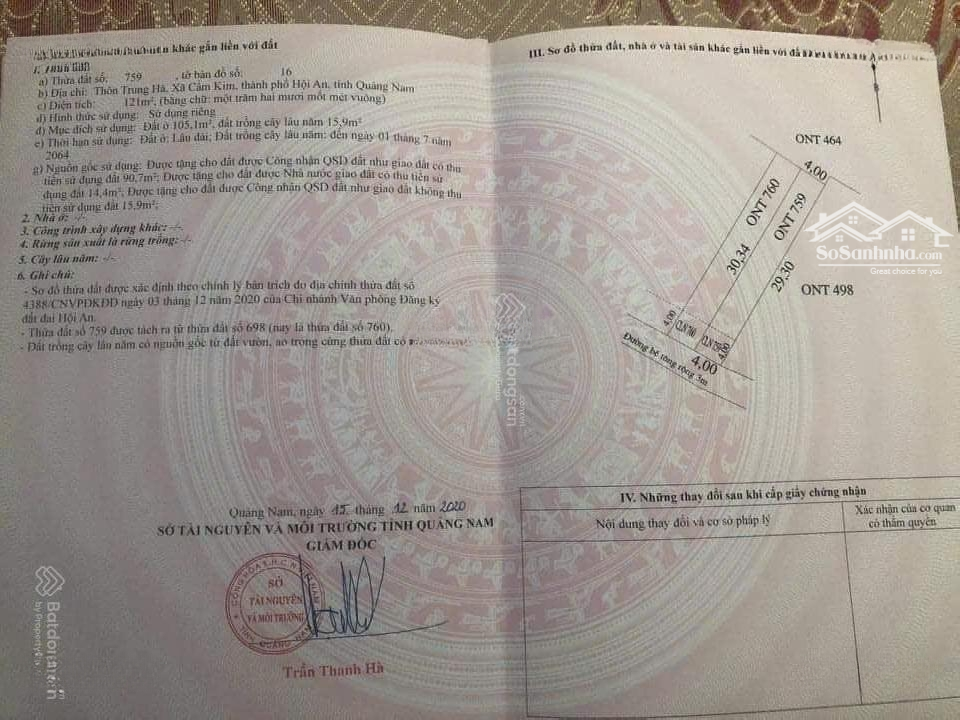 khác gắn liền với đất
a) Thửa đất số: 759 , tờ bản đồ số: 16
b) Địa chỉ: Thôn Trung Hà, Xã Cẩm Kim, thành phố Hội An, tỉnh Quảng Nam
c) Diện tích: 121m², (bằng chữ: một trăm hai mươi mốt mét vuông)
d) Hình thức sử dụng: Sử dụng riêng
đ) Mục đích sử dụng: Đất ở 105,1m², đất trồng cây lâu năm 15,9m²
e) Thời hạn sử dụng: Đất ở: Lâu dài; Đất trồng cây lâu năm: đến ngày 01 tháng 7 năm
2064
g) Nguồn gốc sử dụng: Được tặng cho đất được Công nhận QSD đất như giao đất có thu
tiền sử dụng đất 90,7m²; Được tặng cho đất được Nhà nước giao đất có thu tiền sử
dụng đất 14,4m²; Được tặng cho đất được Công nhận QSD đất như giao đất không thu
tiền sử dụng đất 15,9m²;
2. Nhà ở: -/-
3. Công trình xây dựng khác: -/-
4. Rừng sản xuất là rừng trồng: -/-
5. Cây lâu năm: -/-
6. Ghi chú:
- Sơ đồ thửa đất được xác định theo chỉnh lý bản trích đo địa chính thửa đất số
4388/CNVPĐKĐĐ ngày 03 tháng 12 năm 2020 của Chi nhánh Văn phòng Đăng ký
đất đai Hội An.
- Thửa đất số 759 được tách ra từ thửa đất số 698 (nay là thửa đất số 760).
- Đất trồng cây lâu năm có nguồn gốc từ đất vườn, ao trong cùng thửa đất có
Quảng Nam, ngày 15 tháng 12 năm 2020
SỞ TÀI NGUYÊN VÀ MÔI TRƯỜNG TỈNH QUẢNG NAM
GIÁM ĐỐC
SỞ
TÀI NGUYÊN
VÀ MÔI TRƯỜNG
Trần Thanh Hà
III. Sơ đồ thửa đất, nhà ở và tài sản khác gắn liền với đất
ONT 464
4,00
ONT 760
ONT 759
30,34
29,30
ONT 498
4,00
CLN 760
CLN 759
4,00
4,00
Đường bê tông rộng 3m
SoSanhnha.com
Great choice for you
IV. Những thay đổi sau khi cấp giấy chứng nhận
Nội dung thay đổi và cơ sở pháp lý
Xác nhận của cơ quan
có thẩm quyền
Batdongsan
by PropertyGuru